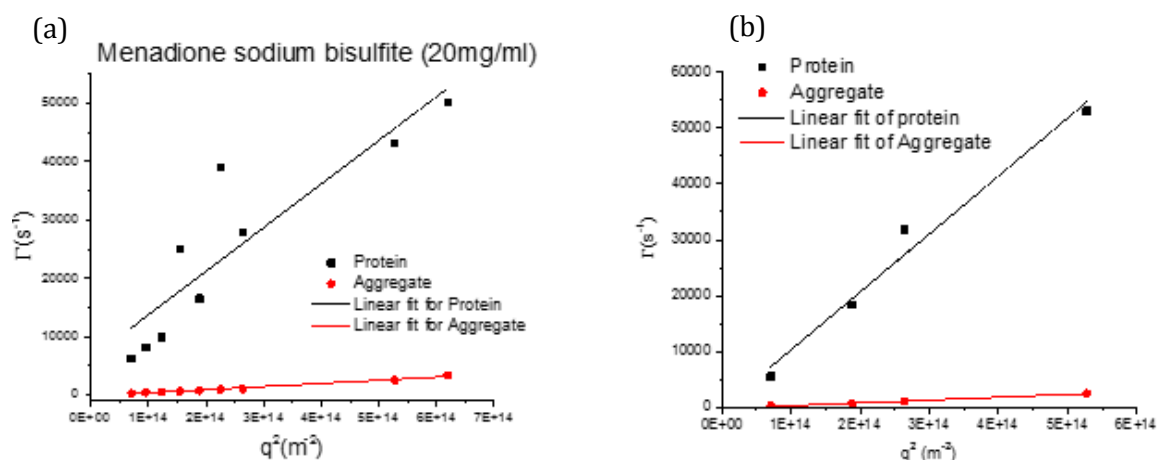 (a)
Menadione sodium bisulfite (20mg/ml)
50000
40000
30000
20000
10000
0
Γ(s⁻¹)
Protein
Aggregate
Linear fit for Protein
Linear fit for Aggregate
0E+00 1E+14 2E+14 3E+14 4E+14 5E+14 6E+14 7E+14
q²(m⁻²)
(b)
60000
50000
40000
30000
20000
10000
0
Γ(s⁻¹)
Protein
Aggregate
Linear fit of protein
Linear fit of Aggregate
0E+00 1E+14 2E+14 3E+14 4E+14 5E+14 6E+14
q² (m⁻²)